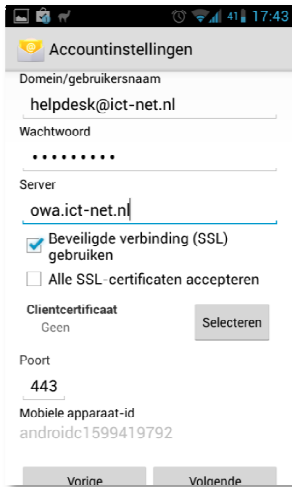 41 17:43
Accountinstellingen
Domein/gebruikersnaam
helpdesk@ict-net.nl
Wachtwoord
•••••••••
Server
owa.ict-net.nl
Beveiligde verbinding (SSL)
gebruiken
Alle SSL-certificaten accepteren
Clientcertificaat
Geen
Selecteren
Poort
443
Mobiele apparaat-id
androidc1599419792
Vorige Volgende